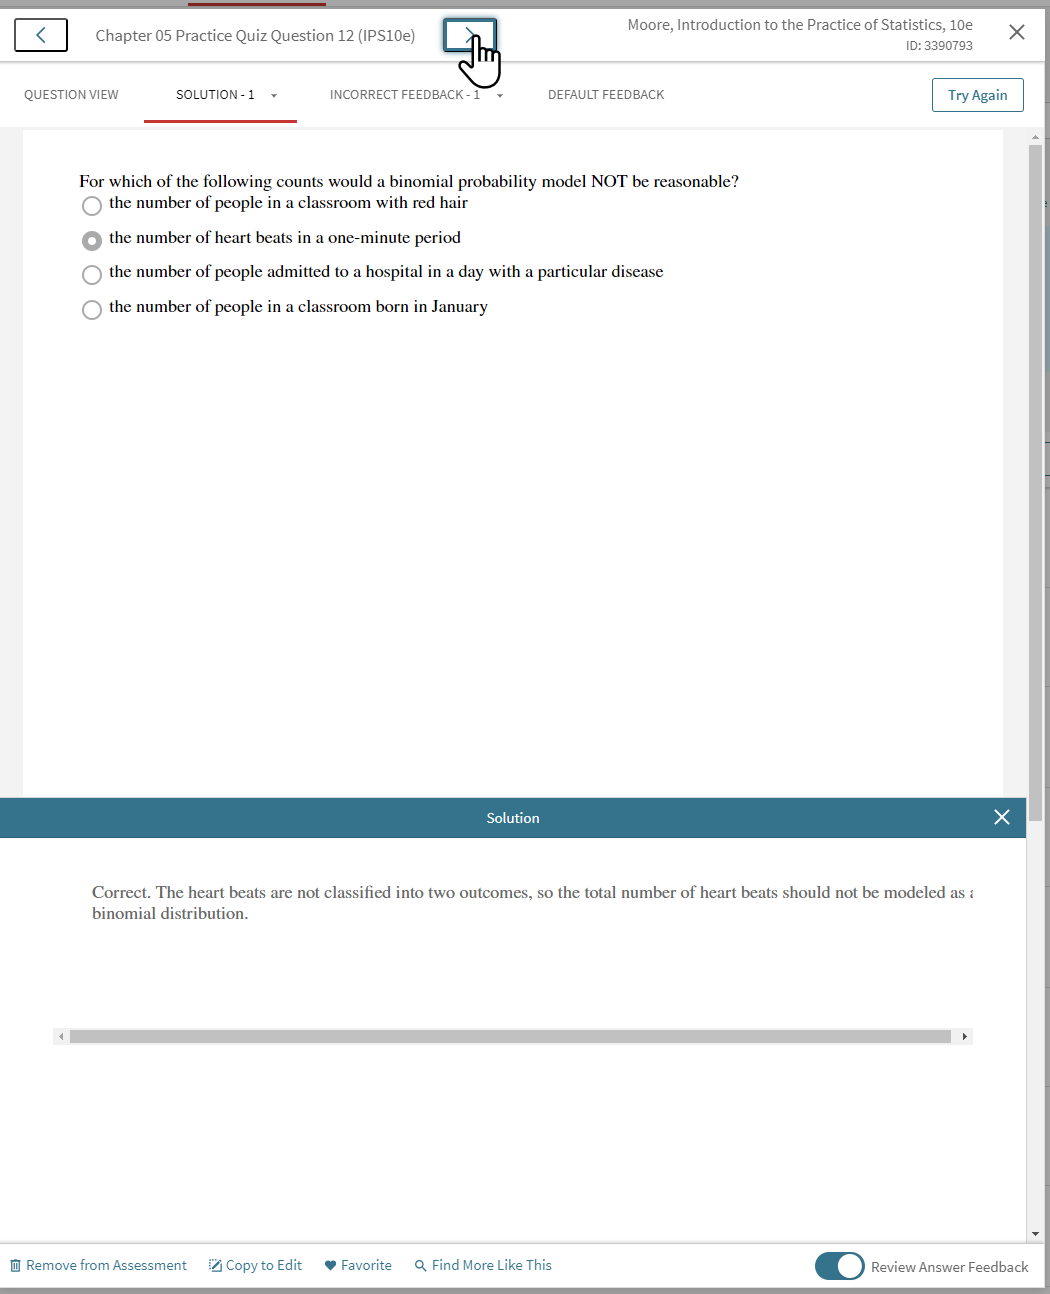 Chapter 05 Practice Quiz Question 12 (IPS10e)
Moore, Introduction to the Practice of Statistics, 10e
ID: 3390793
QUESTION VIEW
SOLUTION - 1
INCORRECT FEEDBACK - 1
DEFAULT FEEDBACK
Try Again
For which of the following counts would a binomial probability model NOT be reasonable?
the number of people in a classroom with red hair
the number of heart beats in a one-minute period
the number of people admitted to a hospital in a day with a particular disease
the number of people in a classroom born in January
Solution
Correct. The heart beats are not classified into two outcomes, so the total number of heart beats should not be modeled as
binomial distribution.
Remove from Assessment
Copy to Edit
Favorite
Find More Like This
Review Answer Feedback